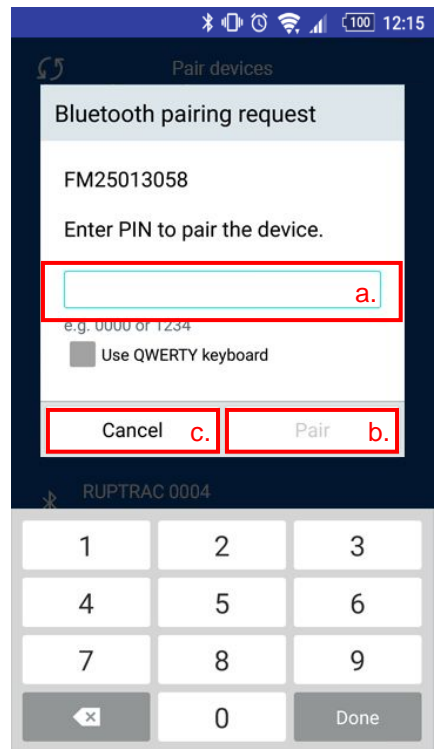 100 12:15
Pair devices
Bluetooth pairing request
FM25013058
Enter PIN to pair the device.
a.
e.g. 0000 or 1234
Use QWERTY keyboard
Cancel c. Pair b.
RUPTRAC 0004
1 2 3
4 5 6
7 8 9
0 Done